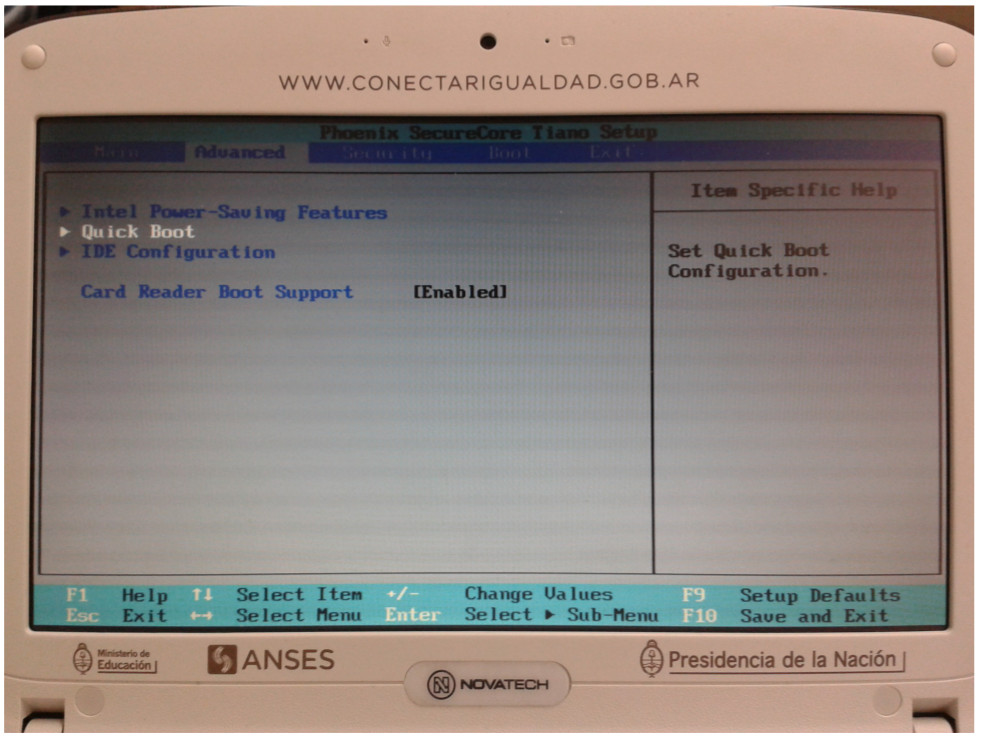 WWW.CONECTARIGUALDAD.GOB.AR
Phoenix SecureCore Tiano Setup
Main Advanced Security Boot Exit
Item Specific Help
Intel Power-Saving Features
Quick Boot
IDE Configuration
Set Quick Boot
Configuration.
Card Reader Boot Support [Enabled]
F1 Help ↑↓ Select Item +/- Change Values F9 Setup Defaults
Esc Exit ↔ Select Menu Enter Select ▶ Sub-Menu F10 Save and Exit
Ministerio de
Educación
ANSES
Presidencia de la Nación
NOVATECH